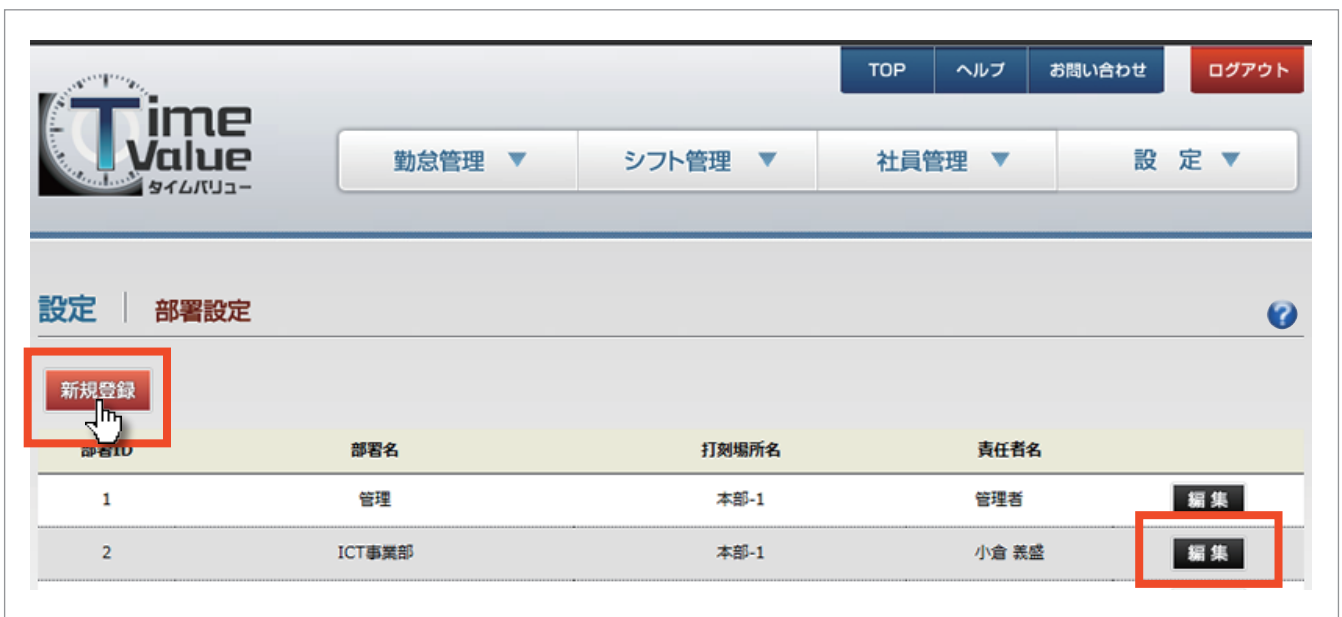 TOP ヘルプ お問い合わせ ログアウト
Time
Value
タイムバリュー
勤怠管理 ▼ シフト管理 ▼ 社員管理 ▼ 設 定 ▼
設定 | 部署設定 ?
新規登録
部署ID 部署名 打刻場所名 責任者名
1 管理 本部-1 管理者 編集
2 ICT事業部 本部-1 小倉 義盛 編集